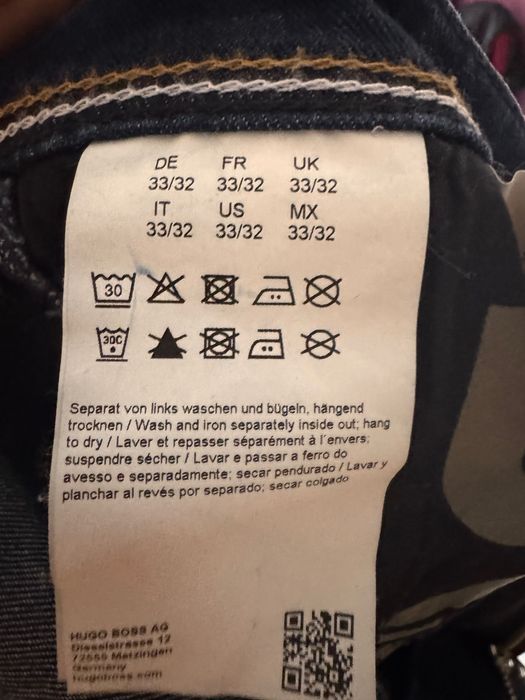 DE FR UK
33/32 33/32 33/32
IT US MX
33/32 33/32 33/32
30
30C
Separat von links waschen und bügeln, hängend
trocknen / Wash and iron separately inside out; hang
to dry / Laver et repasser séparément à l'envers;
suspendre sécher / Lavare e passare a ferro do
avesso e separadamente; secar pendurado / Lavar y
planchar al revés por separado; secar colgado
HUGO BOSS AG
Dieselstrasse 12
72555 Metzingen
Germany
hugoboss.com